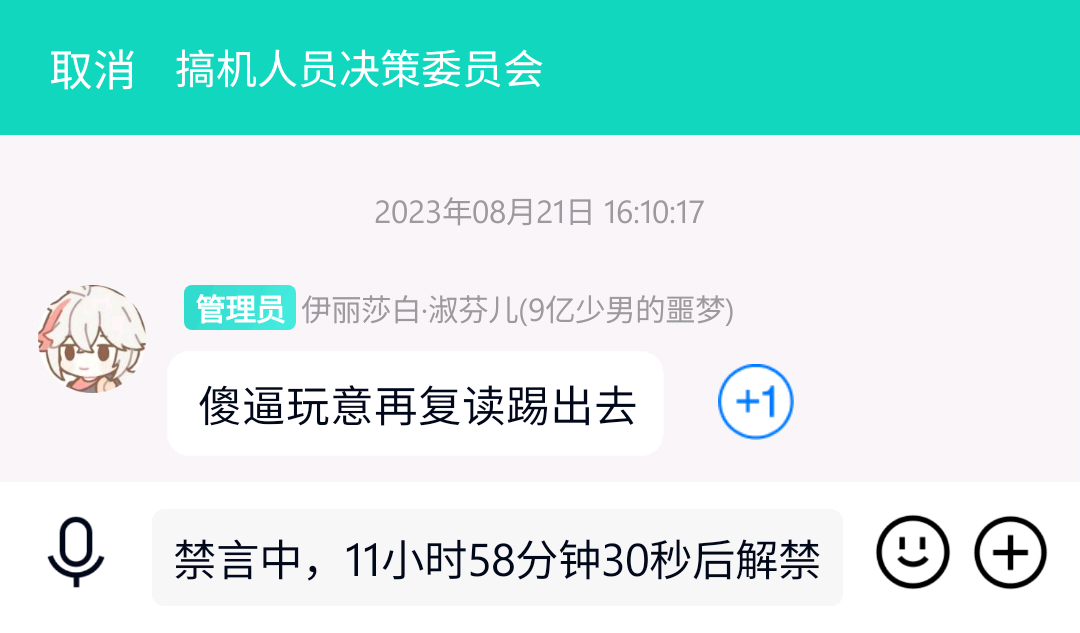 取消 搞机人员决策委员会
2023年08月21日 16:10:17
管理员 伊丽莎白·淑芬儿(9亿少男的噩梦)
傻逼玩意再复读踢出去
+1
禁言中，11小时58分钟30秒后解禁